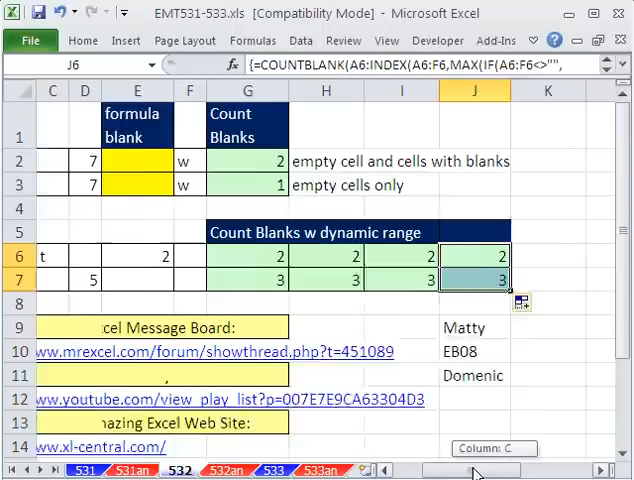 EMT531-533.xls [Compatibility Mode] - Microsoft Excel
File Home Insert Page Layout Formulas Data Review View Developer Add-Ins
J6 fx {=COUNTBLANK(A6:INDEX(A6:F6,MAX(IF(A6:F6<>"",
C D E F G H I J K
1 formula blank Count Blanks
2 7 w 2 empty cell and cells with blanks
3 7 w 1 empty cells only
4
5 Count Blanks w dynamic range
6 t 2 2 2 2 2
7 5 3 3 3 3
8
9 :xcel Message Board: Matty
10 ww.mrexcel.com/forum/showthread.php?t=451089 EB08
11 , Domenic
12 ww.youtube.com/view_play_list?p=007E7E9CA63304D3
13 mazing Excel Web Site:
14 ww.xl-central.com/
Column: C
531 531an 532 532an 533 533an